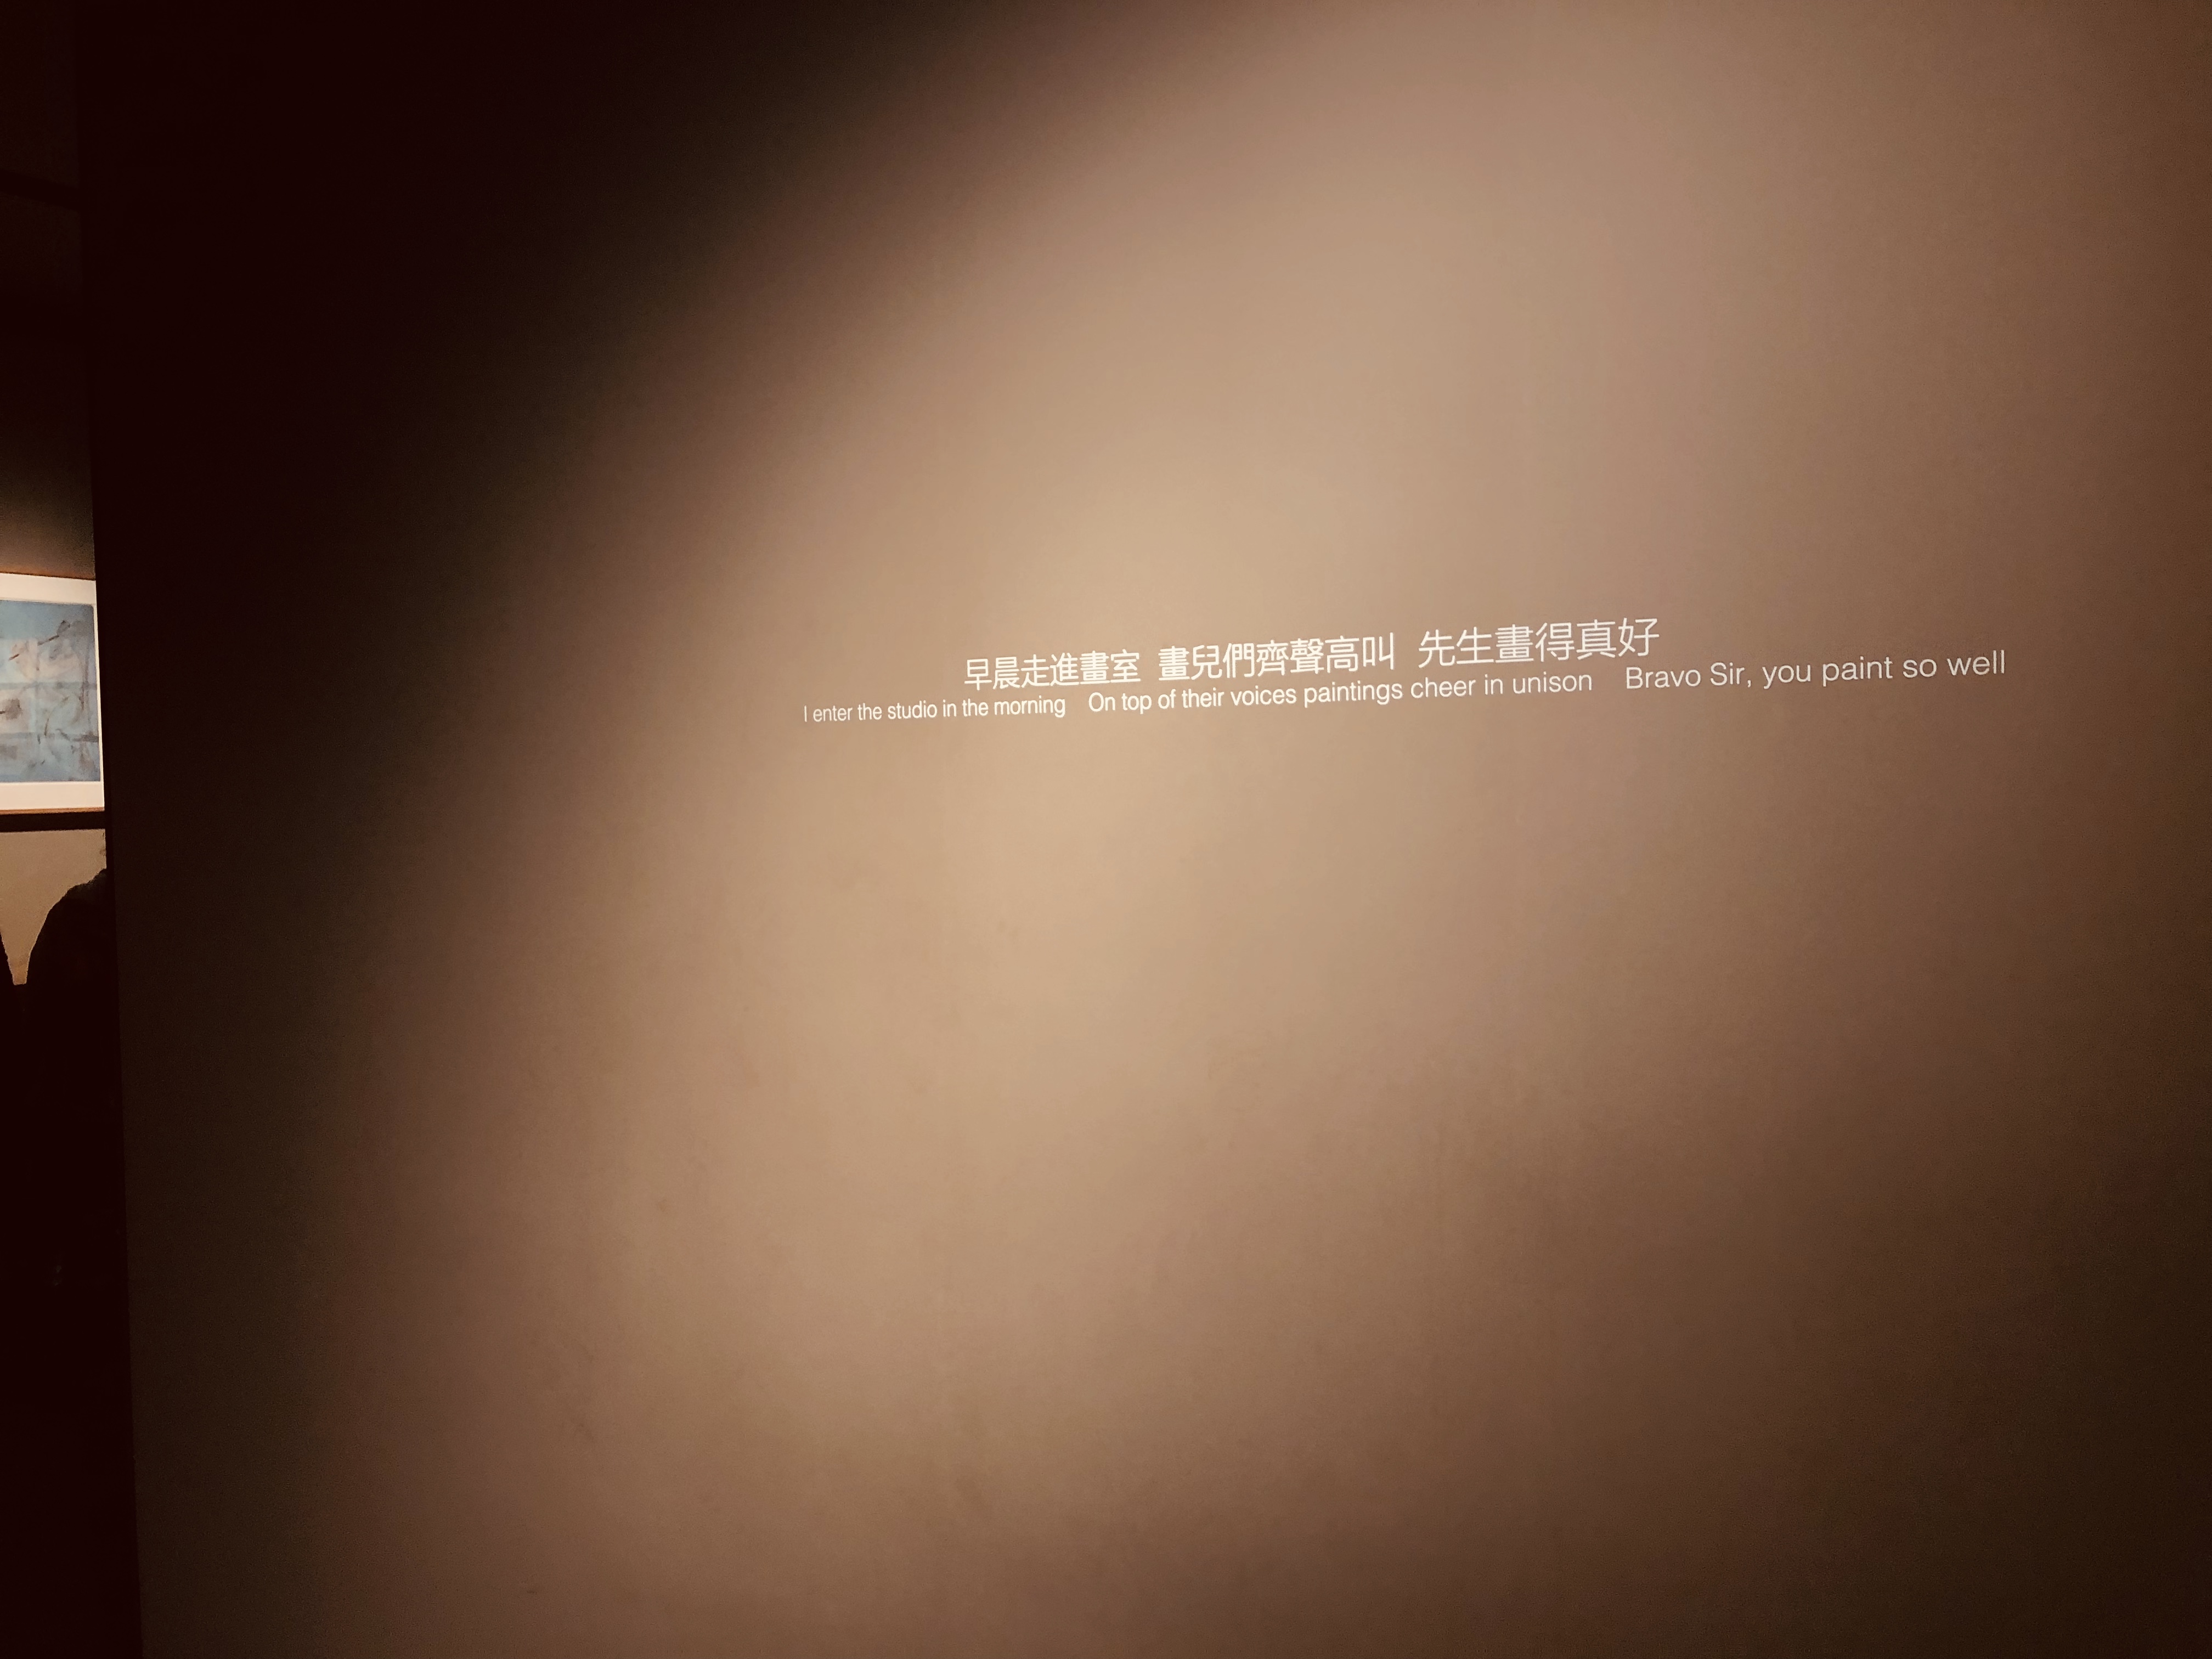 早晨走進畫室 畫兒們齊聲高叫 先生畫得真好
I enter the studio in the morning On top of their voices paintings cheer in unison Bravo Sir, you paint so well